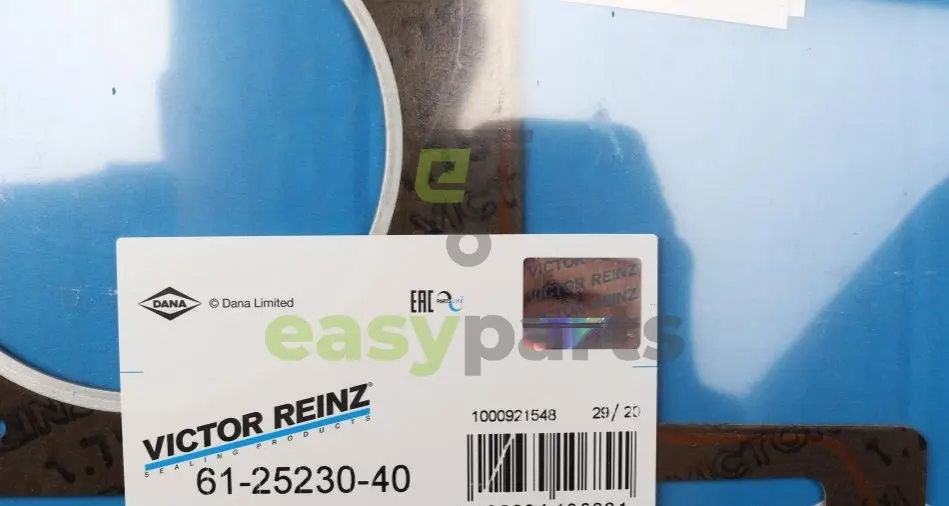 DANA
© Dana Limited
EAC
easyparts
VICTOR REINZ
VICTOR REINZ
VICTOR REINZ®
SEALING PRODUCTS
61-25230-40
1000921548
29/20